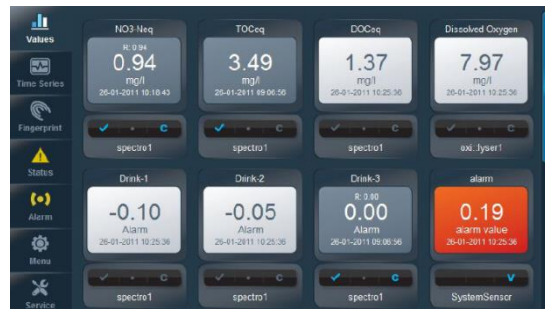 Values
Time Series
Fingerprint
Status
Alarm
Menu
Service
NO3-Neq
R: 0.94
0.94
mg/l
26-01-2011 10:18:43
C
spectro1
TOCeq
3.49
mg/l
26-01-2011 09:06:56
C
spectro1
DOCeq
1.37
mg/l
26-01-2011 10:25:36
C
spectro1
Dissolved Oxygen
7.97
mg/l
26-01-2011 10:25:36
C
oxi::lyser1
Drink-1
-0.10
Alarm
26-01-2011 10:25:36
C
spectro1
Drink-2
-0.05
Alarm
26-01-2011 10:25:36
C
spectro1
Drink-3
R: 0.00
0.00
Alarm
26-01-2011 09:06:56
C
spectro1
alarm
0.19
alarm value
26-01-2011 10:25:36
V
SystemSensor